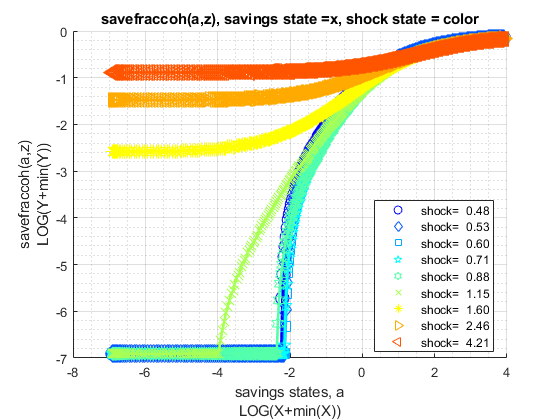 savefraccoh(a,z), savings state =x, shock state = color
savefraccoh(a,z)
LOG(Y+min(Y))
0
-1
-2
-3
-4
-5
-6
-7
shock= 0.48
shock= 0.53
shock= 0.60
shock= 0.71
shock= 0.88
shock= 1.15
shock= 1.60
shock= 2.46
shock= 4.21
-8
-6
-4
-2
0
2
4
savings states, a
LOG(X+min(X))